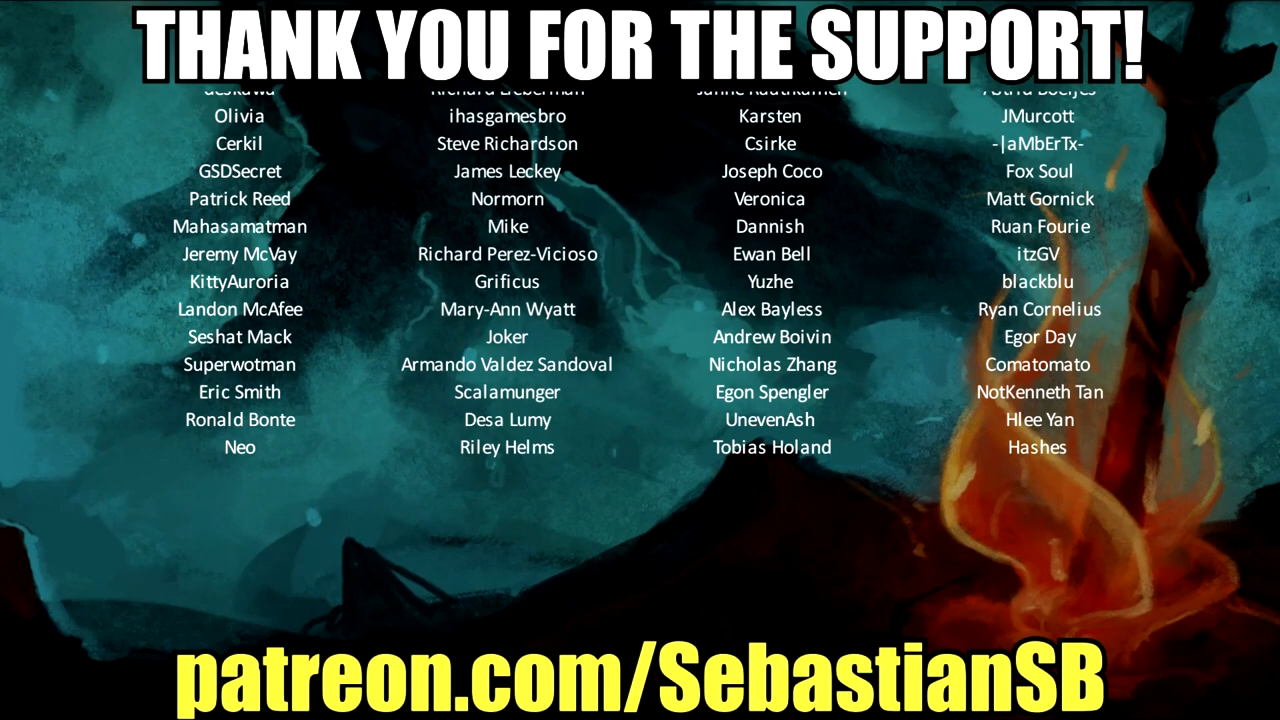 THANK YOU FOR THE SUPPORT!
Olivia ihasgamesbro Karsten JMurcott
Cerkil Steve Richardson Csirke -|aMbErTx-
GSDSecret James Leckey Joseph Coco Fox Soul
Patrick Reed Normorn Veronica Matt Gornick
Mahasamatman Mike Dannish Ruan Fourie
Jeremy McVay Richard Perez-Vicioso Ewan Bell itzGV
KittyAuroria Grificus Yuzhe blackblu
Landon McAfee Mary-Ann Wyatt Alex Bayless Ryan Cornelius
Seshat Mack Joker Andrew Boivin Egor Day
Superwotman Armando Valdez Sandoval Nicholas Zhang Comatomato
Eric Smith Scalamunger Egon Spengler NotKenneth Tan
Ronald Bonte Desa Lumy UnevenAsh Hlee Yan
Neo Riley Helms Tobias Holand Hashes
patreon.com/SebastianSB